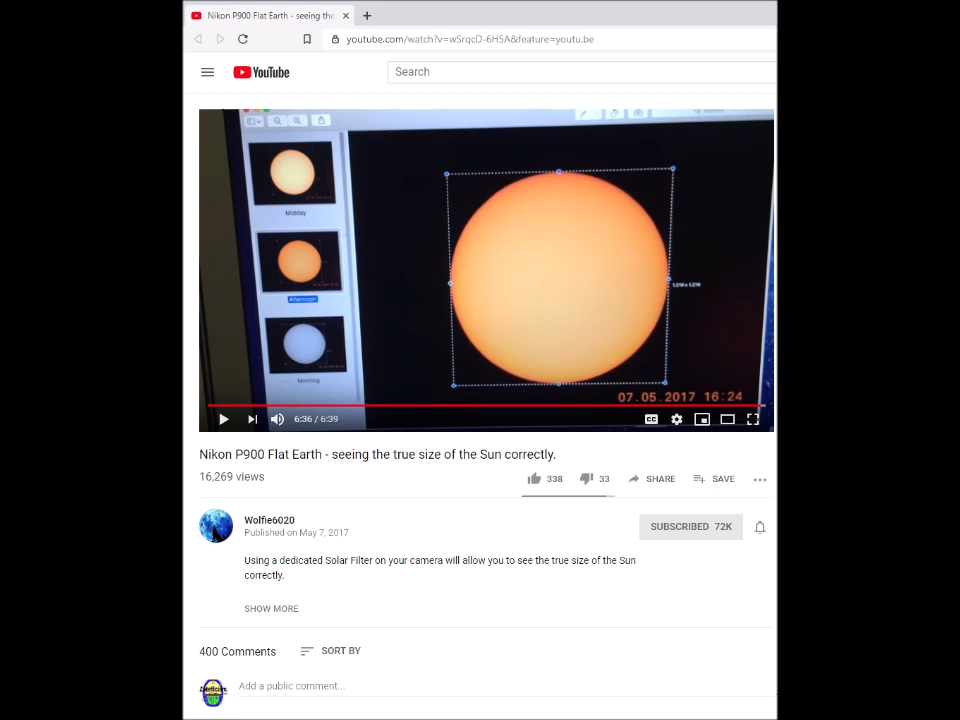 Nikon P900 Flat Earth - seeing the
youtube.com/watch?v=wSrqcD-6H5A&feature=youtu.be
YouTube
Search
Midday
Afternoon
Morning
07.05.2017 16:24
6:36 / 6:39
CC
Nikon P900 Flat Earth - seeing the true size of the Sun correctly.
16,269 views
338
33
SHARE
SAVE
Wolfie6020
Published on May 7, 2017
SUBSCRIBED 72K
Using a dedicated Solar Filter on your camera will allow you to see the true size of the Sun
correctly.
SHOW MORE
400 Comments
SORT BY
Add a public comment...